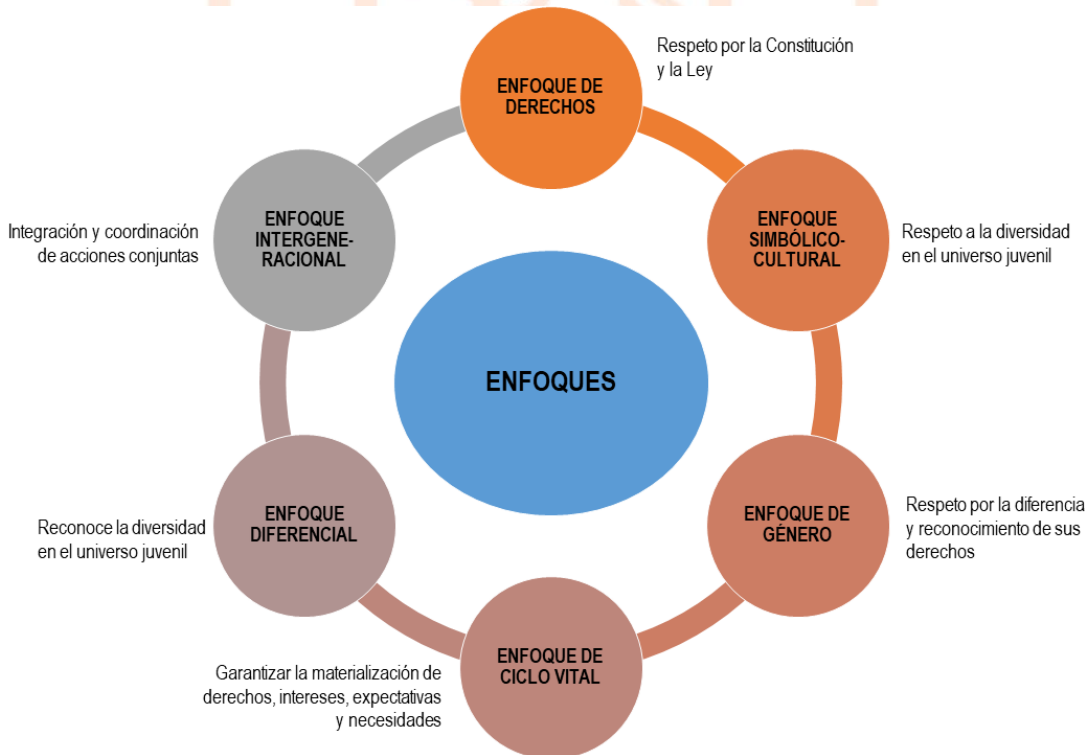 ENFOQUE DE
DERECHOS
Respeto por la Constitución
y la Ley
ENFOQUE
SIMBÓLICO-
CULTURAL
Respeto a la diversidad
en el universo juvenil
ENFOQUE DE
GÉNERO
Respeto por la diferencia
y reconocimiento de sus
derechos
ENFOQUE DE
CICLO VITAL
Garantizar la materialización de
derechos, intereses, expectativas
y necesidades
ENFOQUE
DIFERENCIAL
Reconoce la diversidad
en el universo juvenil
ENFOQUE
INTERGENE-
RACIONAL
Integración y coordinación
de acciones conjuntas
ENFOQUES